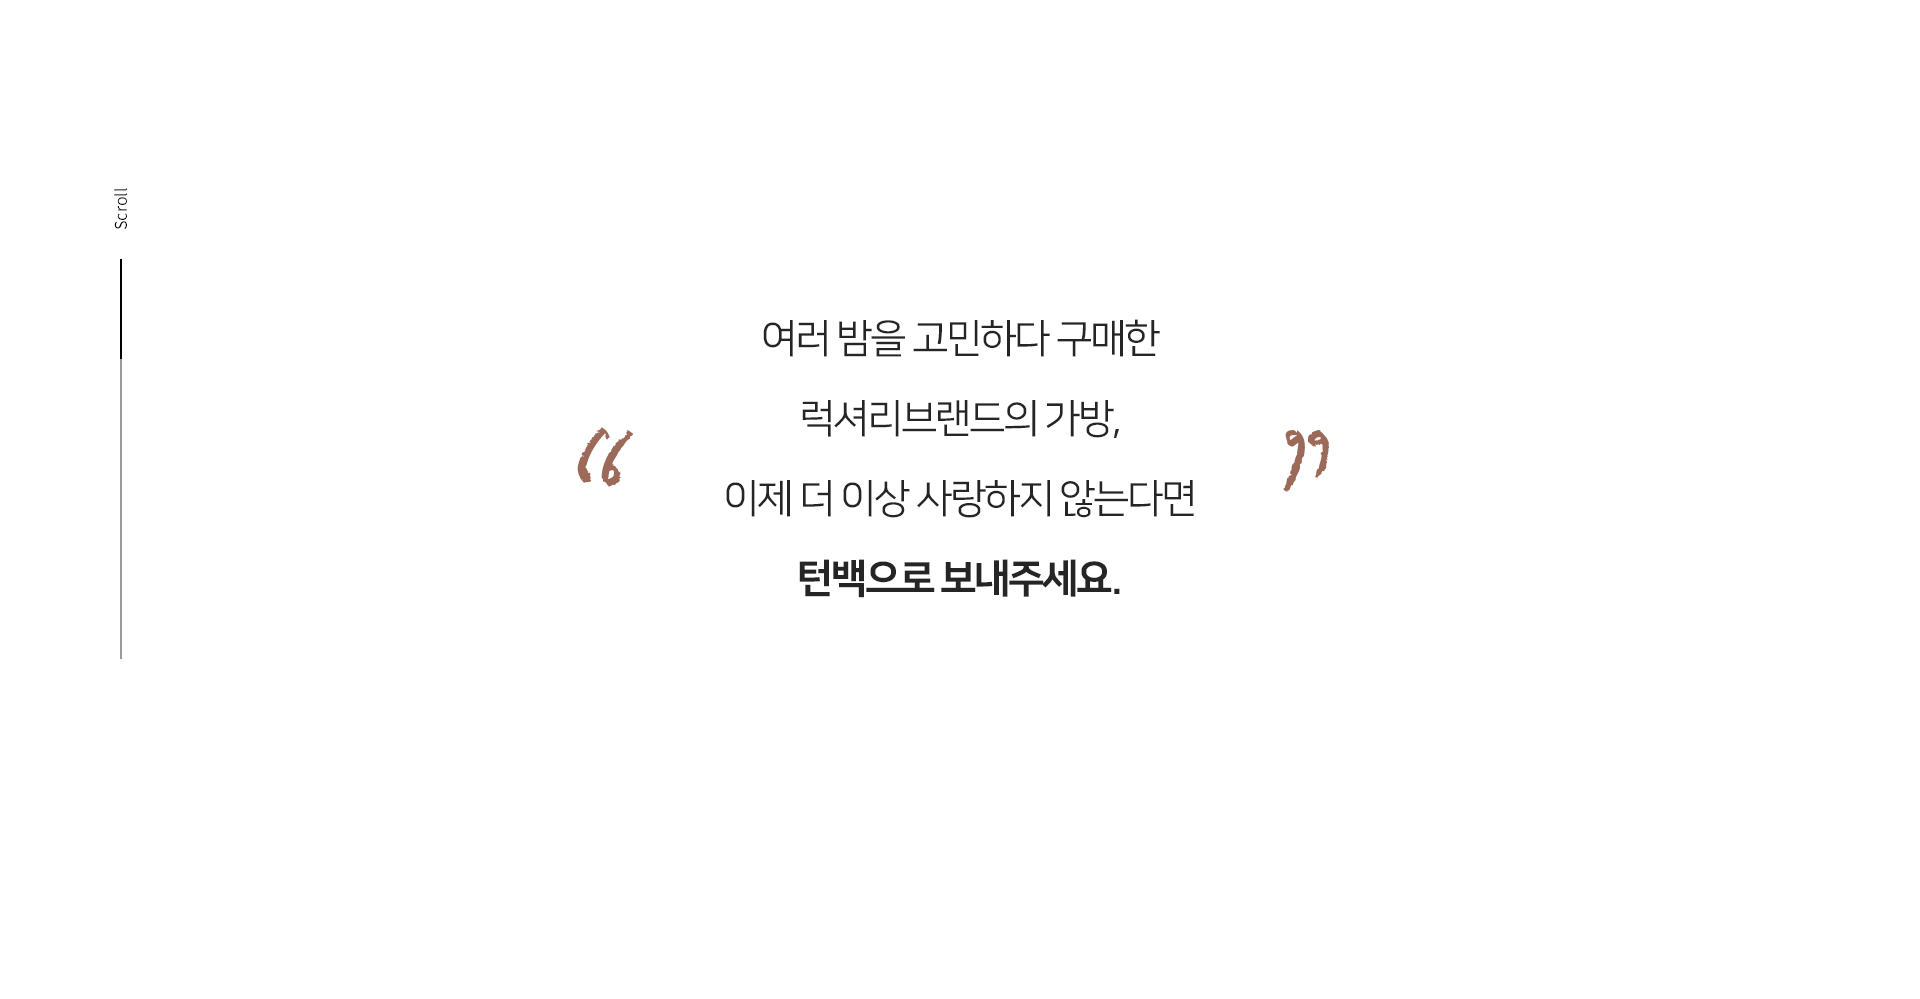 Scroll
여러 밤을 고민하다 구매한
럭셔리브랜드의 가방,
“이제 더 이상 사랑하지 않는다면”
턴백으로 보내주세요.